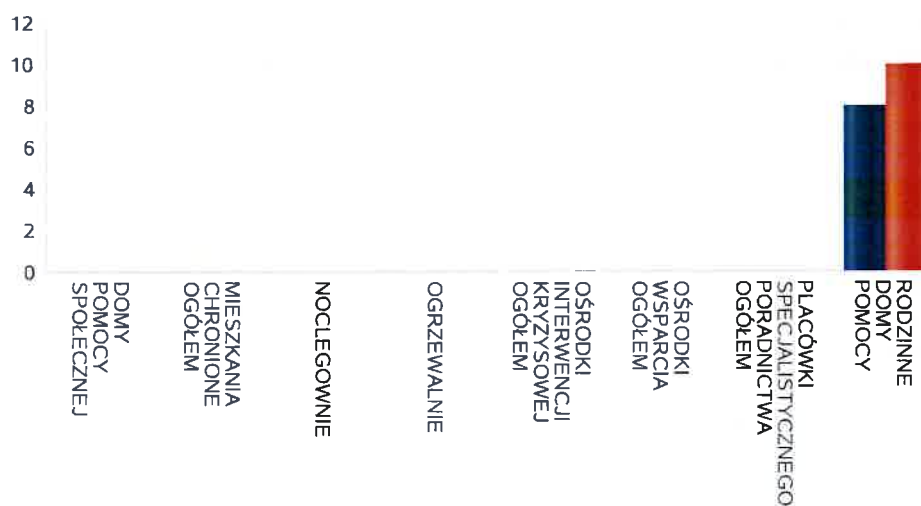 12
10
8
6
4
2
0
DOMY
POMOCY
SPOŁECZNEJ
MIESZKANIA
CHRONIONE
OGÓŁEM
NOCLEGOWNIE
OGRZEWALNIE
OŚRODKI
INTERWENCJI
KRYZYSOWEJ
OGÓŁEM
OŚRODKI
WSPARCIA
OGÓŁEM
PLACÓWKI
SPECJALISTYCZNEGO
PORADNICTWA
OGÓŁEM
RODZINNE
DOMY
POMOCY